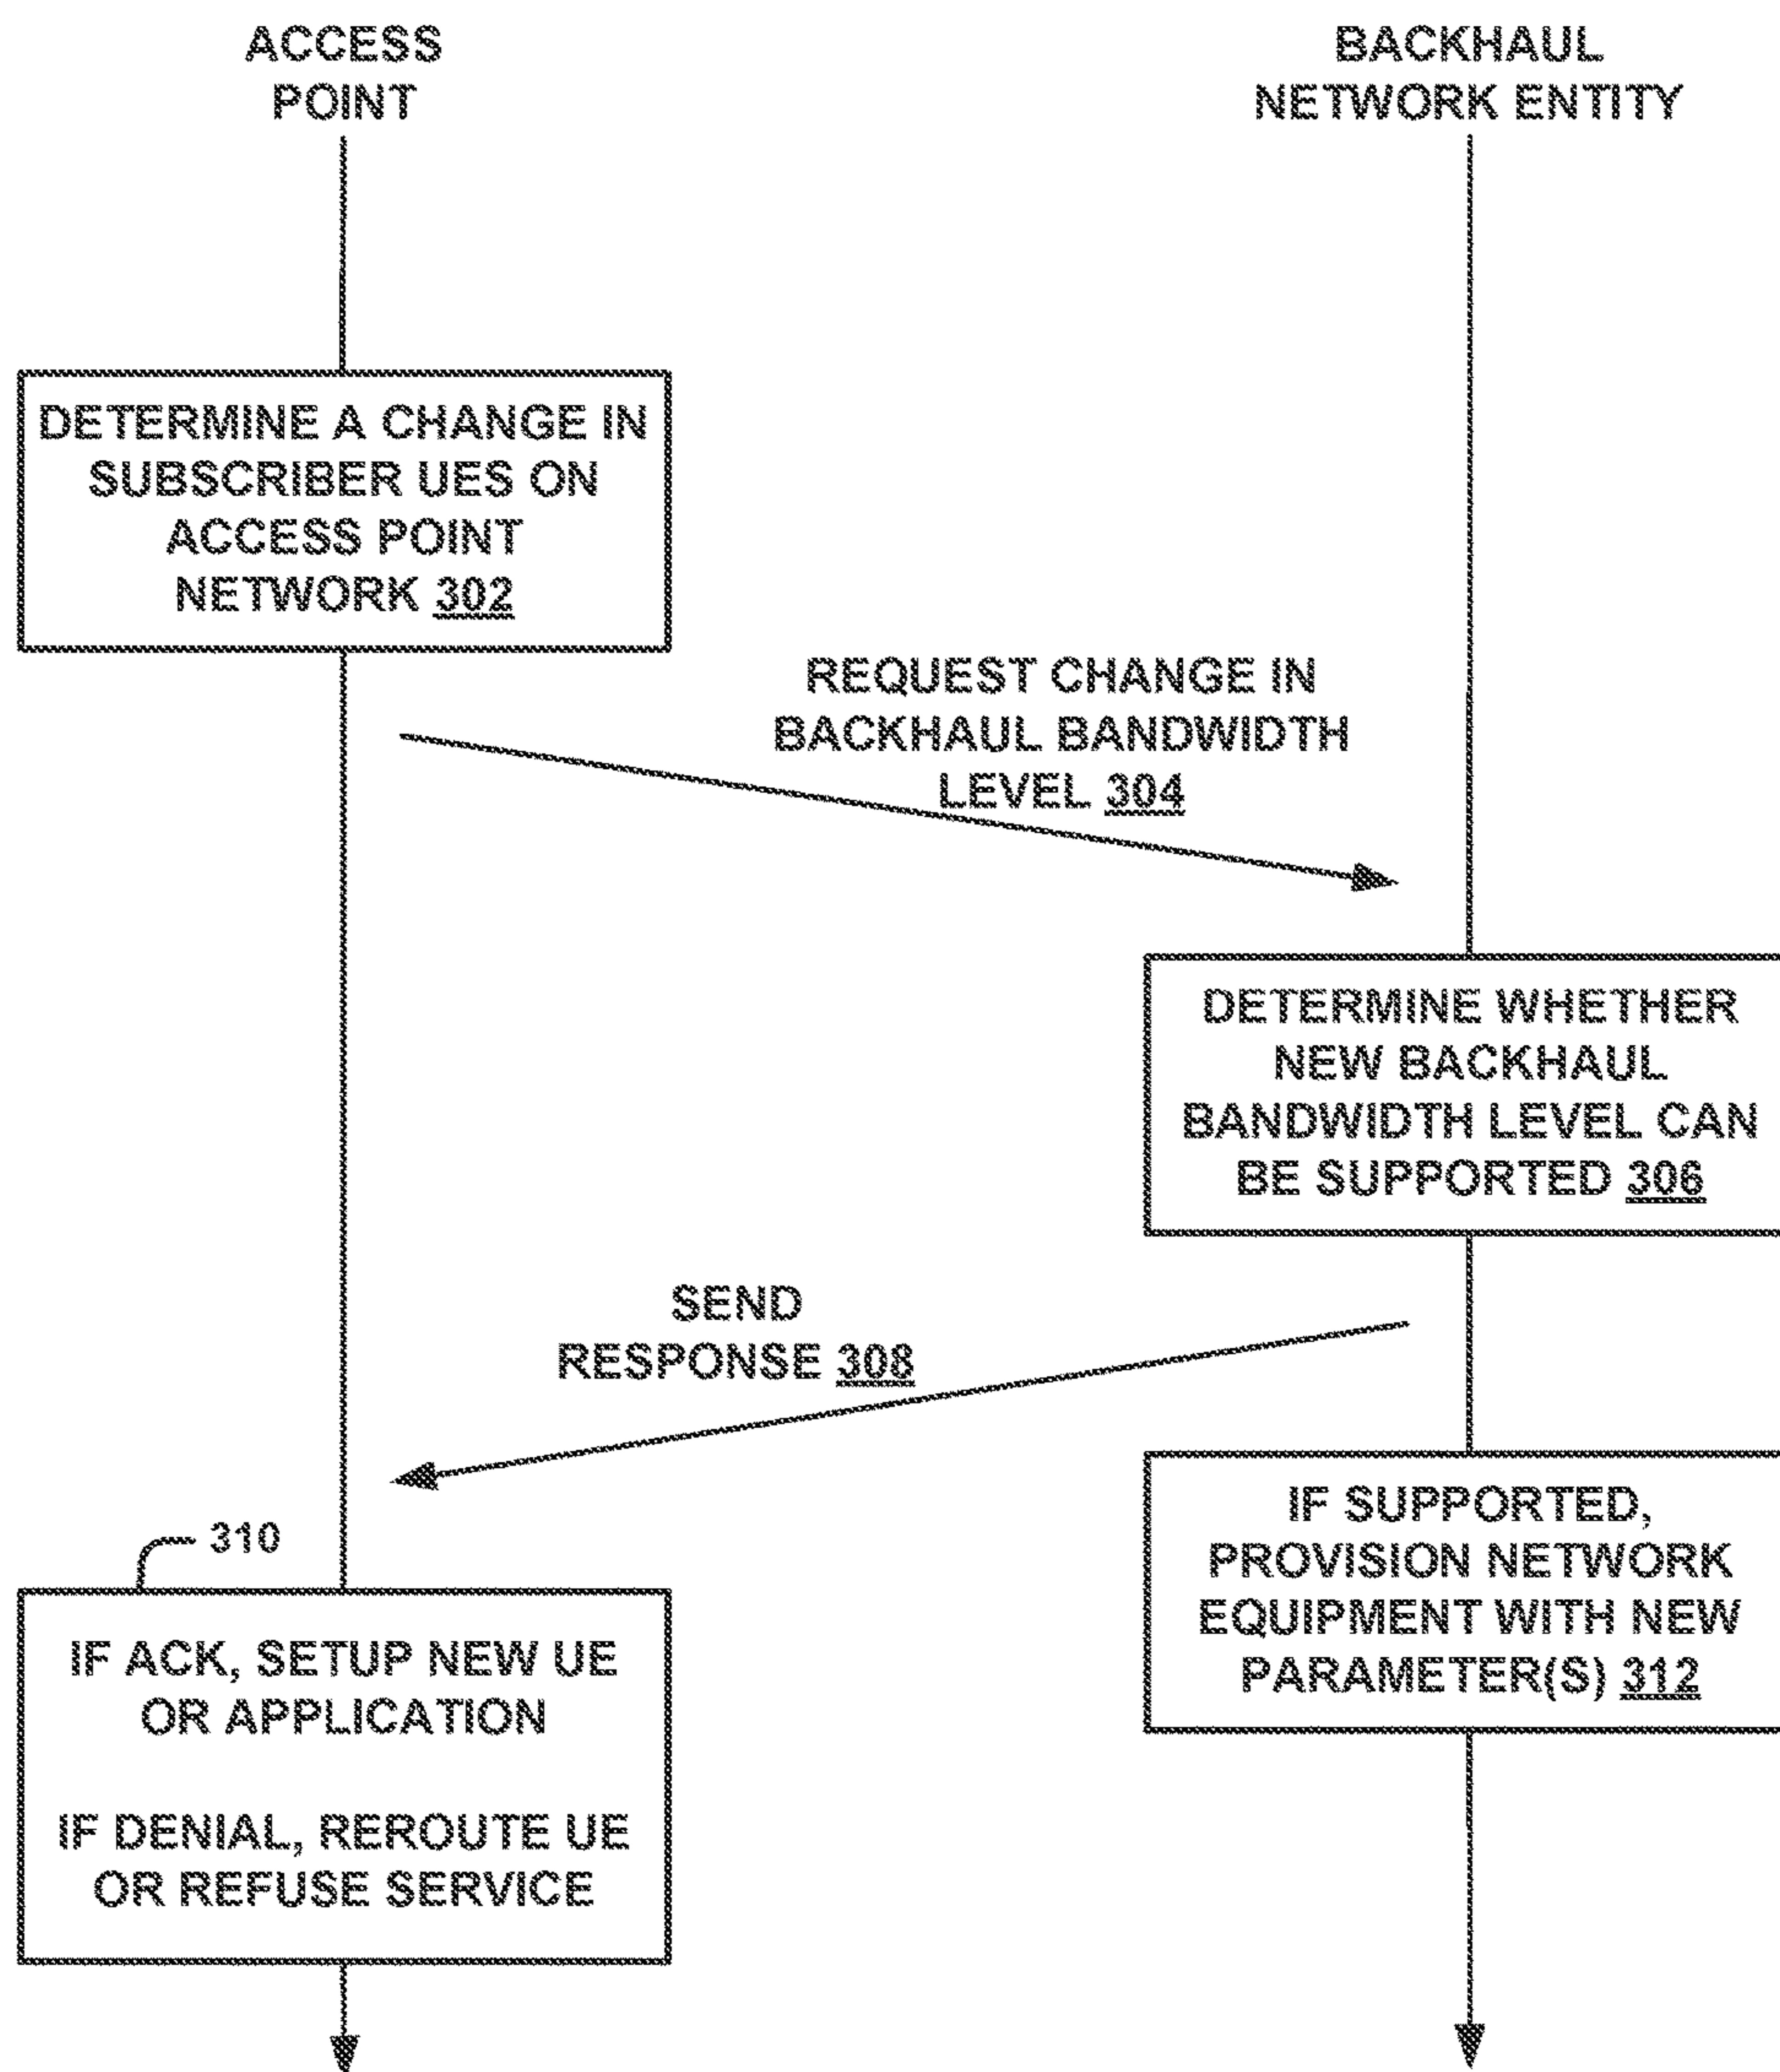 ACCESS
POINT
BACKHAUL
NETWORK ENTITY
DETERMINE A CHANGE IN
SUBSCRIBER UES ON
ACCESS POINT
NETWORK 302
REQUEST CHANGE IN
BACKHAUL BANDWIDTH
LEVEL 304
DETERMINE WHETHER
NEW BACKHAUL
BANDWIDTH LEVEL CAN
BE SUPPORTED 306
SEND
RESPONSE 308
310
IF ACK, SETUP NEW UE
OR APPLICATION
IF DENIAL, REROUTE UE
OR REFUSE SERVICE
IF SUPPORTED,
PROVISION NETWORK
EQUIPMENT WITH NEW
PARAMETER(S) 312